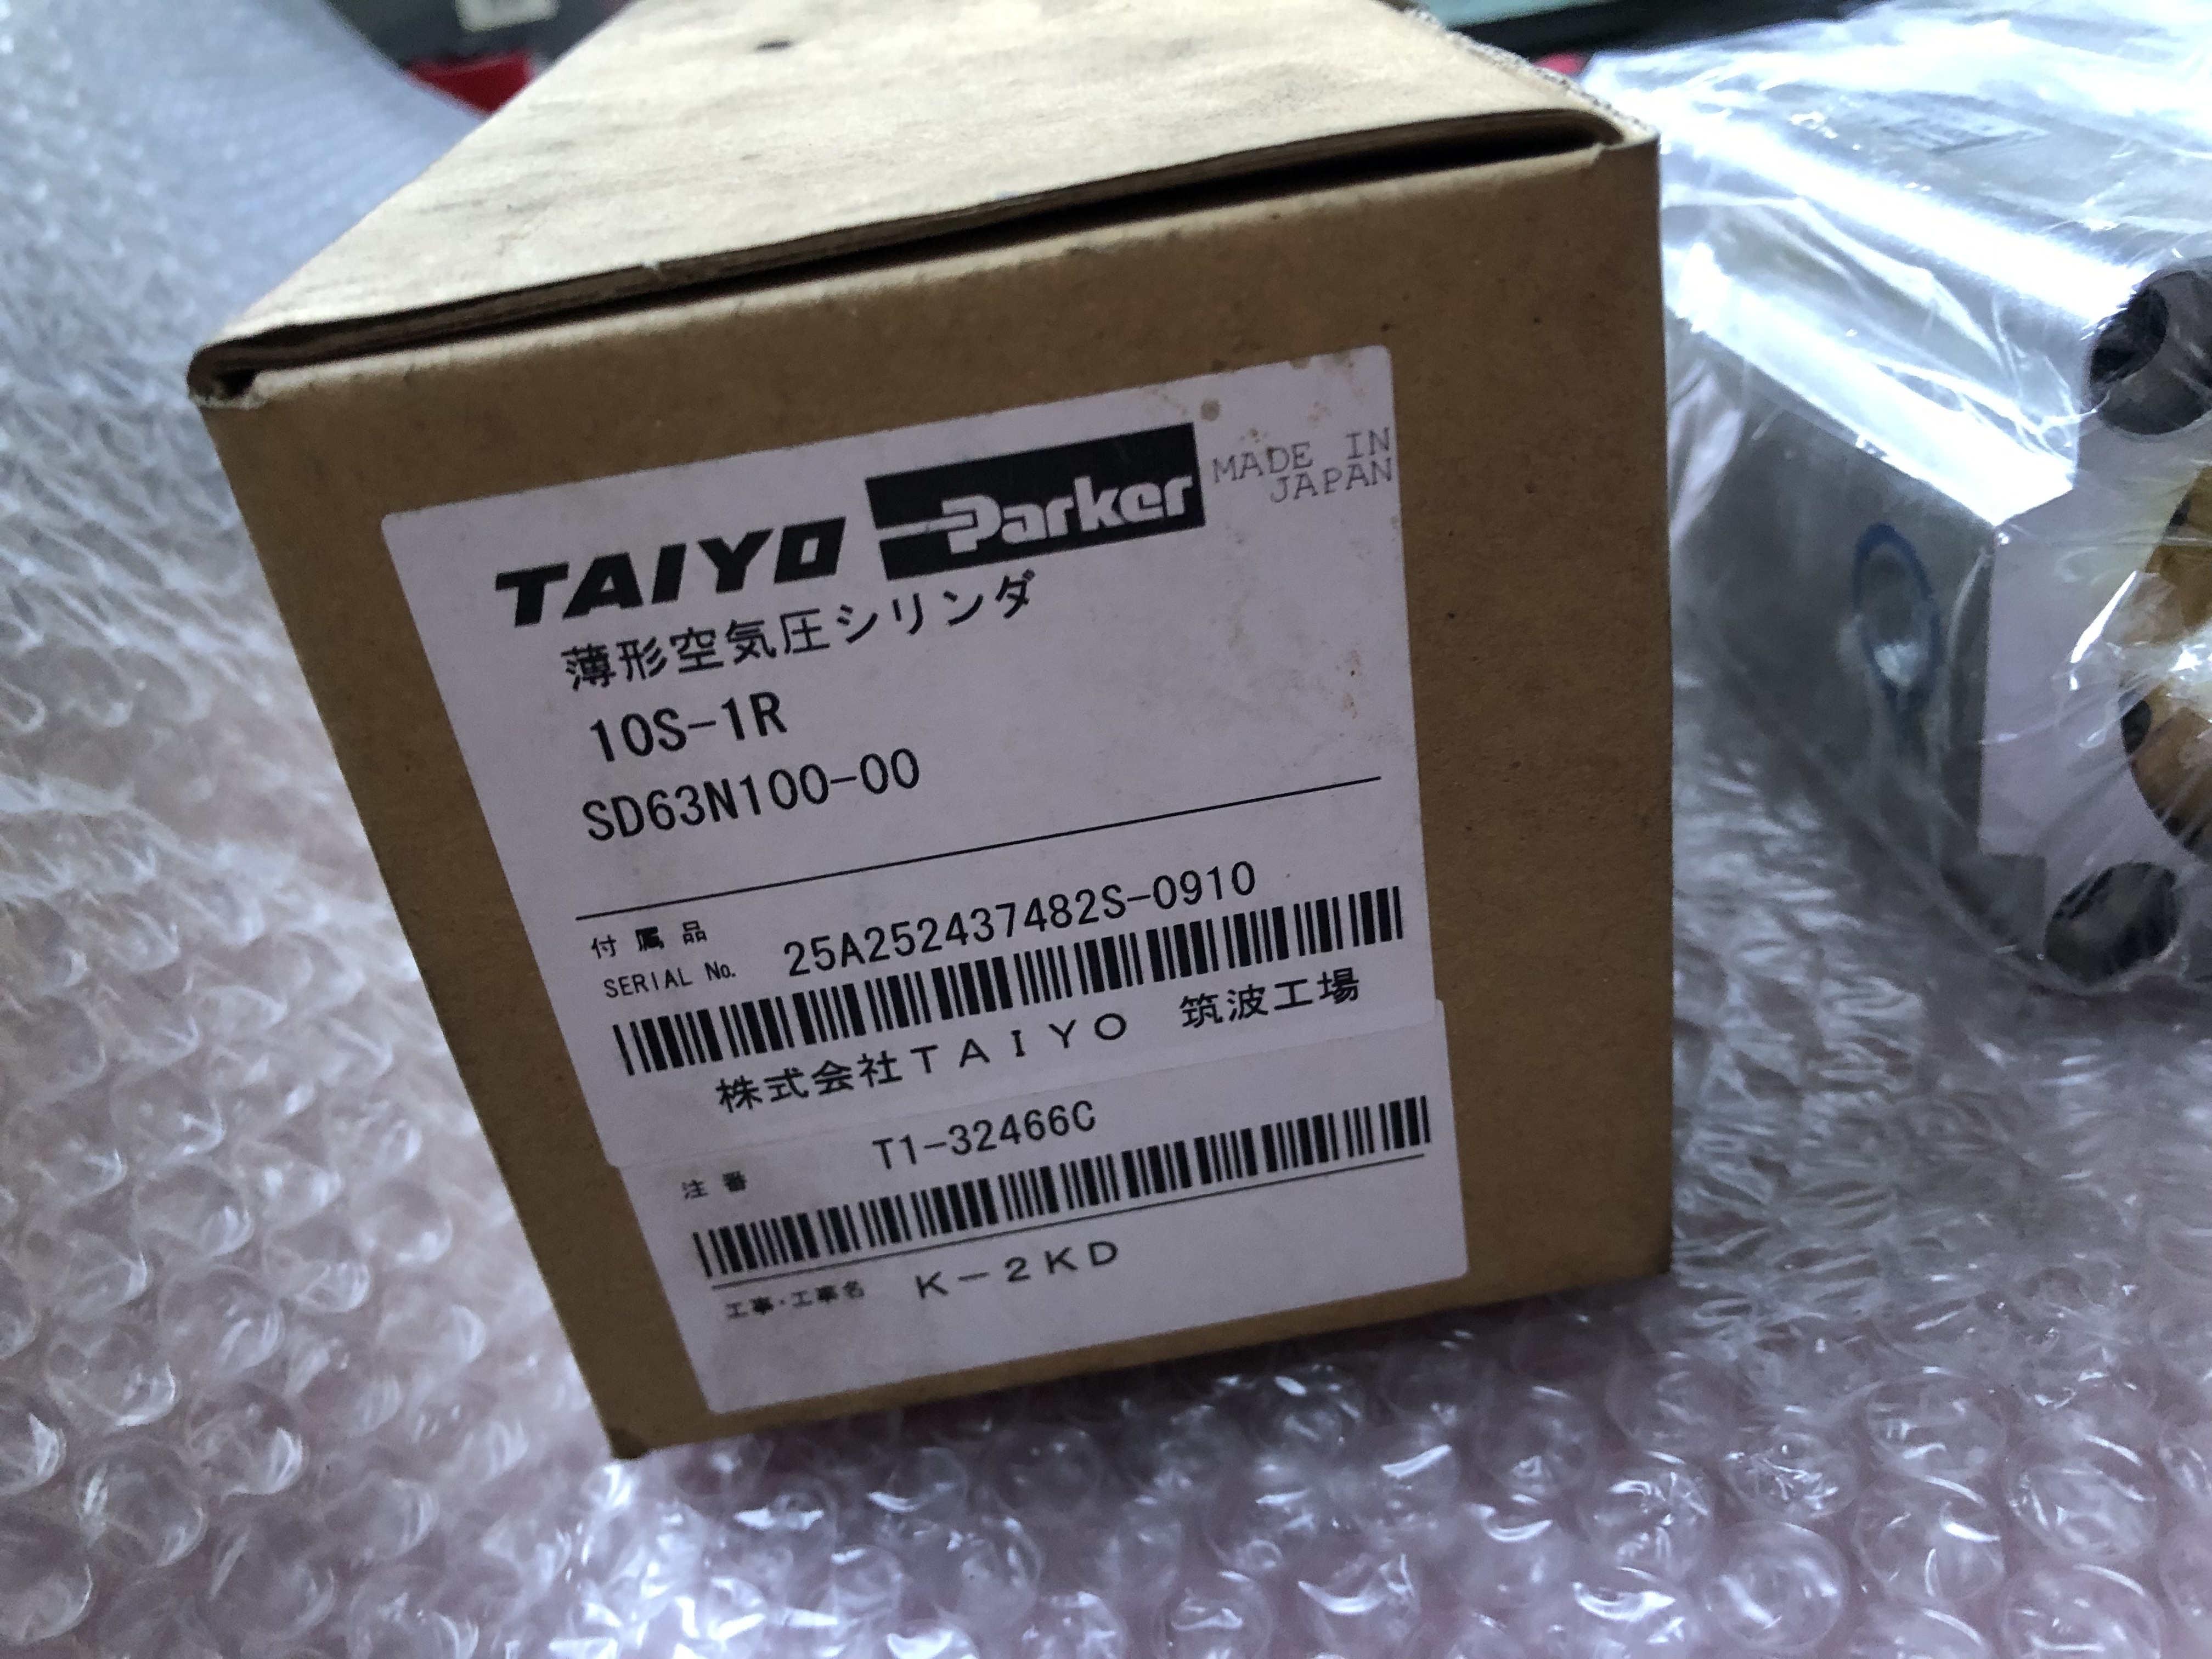 TAIYO Parker MADE IN
JAPAN
薄形空気圧シリンダ
10S-1R
SD63N100-00
付属品
SERIAL No. 25A252437482S-0910
株式会社TAIYO 筑波工場
注番 T1-32466C
工事・工事名 K-2KD